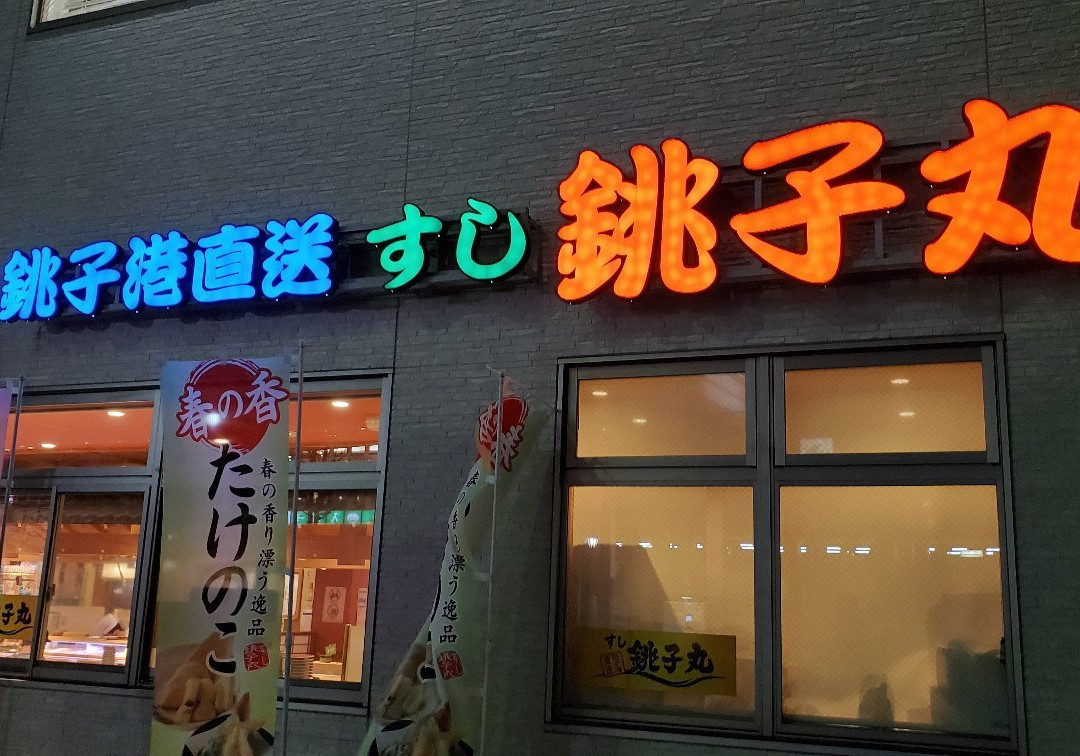 銚子港直送 すし 銚子丸
春の香
たけのこ
春の香り漂う逸品
春の香り漂う逸品
子丸
すし
銚子丸